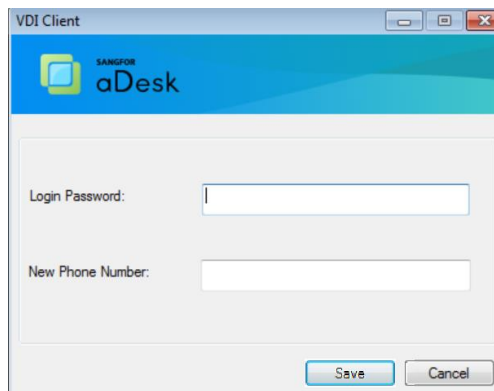 VDI Client
SANGFOR
aDesk
Login Password:
New Phone Number:
Save
Cancel